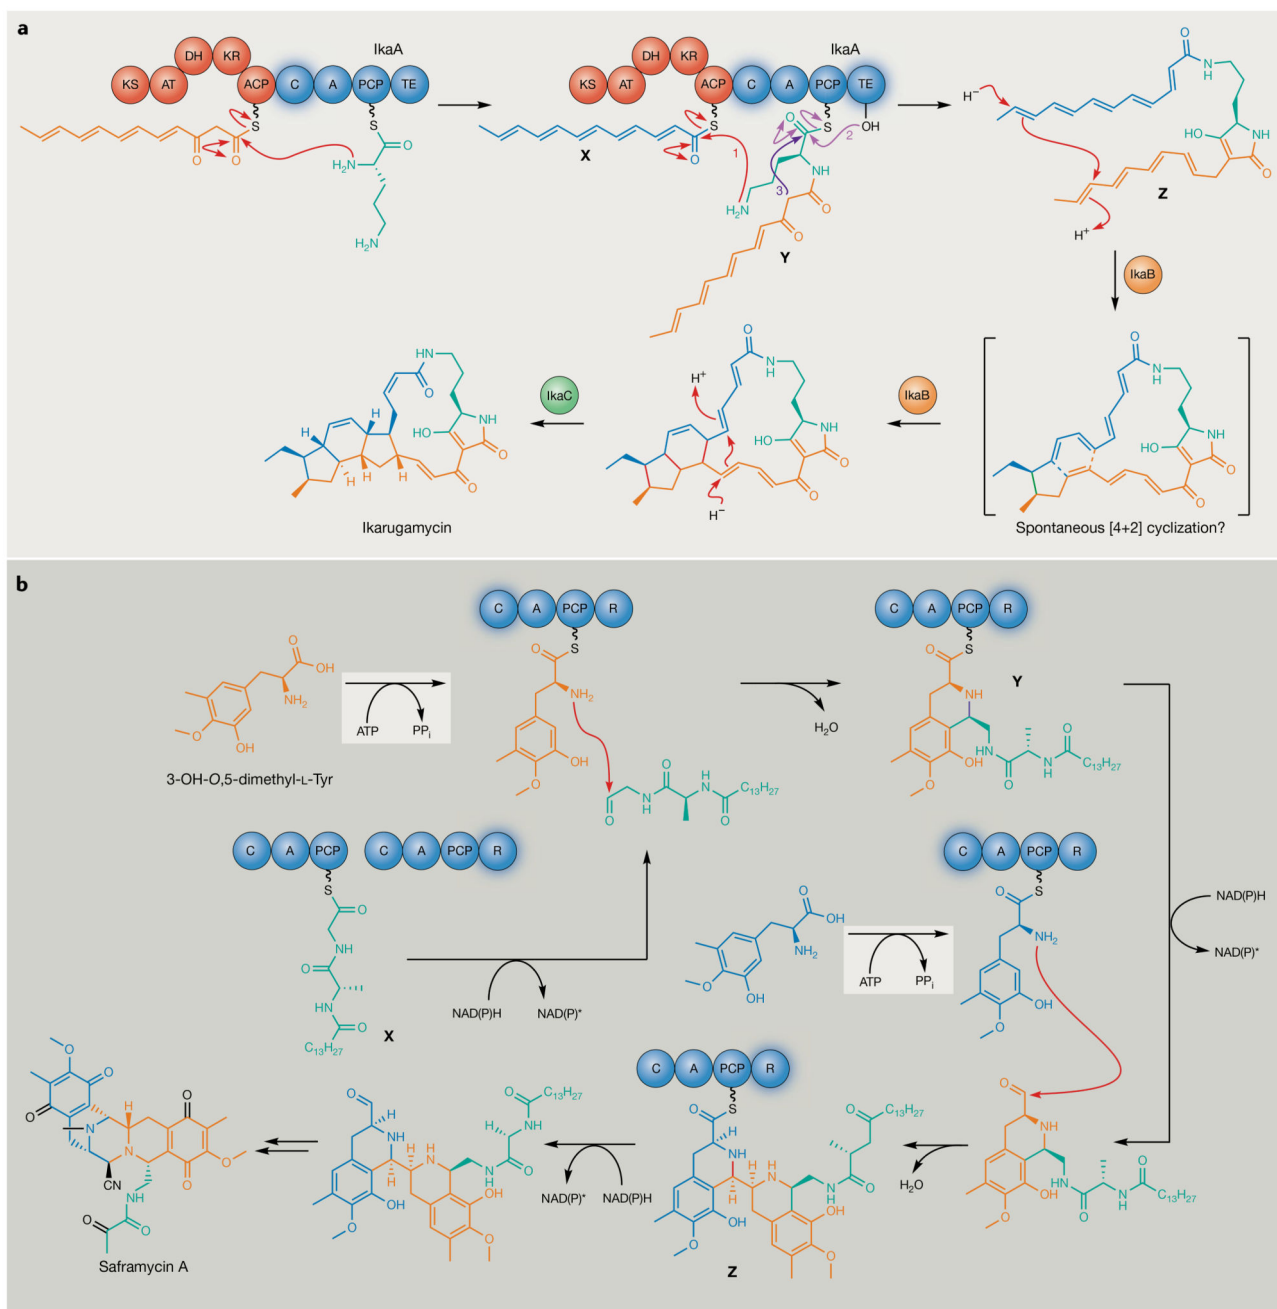 a
IkaA
KS AT DH KR ACP C A PCP TE
S S
O O
H2N
O
H2N
IkaA
KS AT DH KR ACP C A PCP TE
S S OH
X
O
1
2
3
O
NH
H2N
O
O
Y
O
N
H
H−
HO
NH
O
Z
H+
IkaB
O
N
H
HO
NH
O
O
Spontaneous [4+2] cyclization?
IkaB
O
N
H
H+
HO
NH
O
O
H−
IkaC
HN
O
H
H
H
H
H
HO
NH
O
O
Ikarugamycin
b
O
OH
NH2
O
OH
3-OH-O,5-dimethyl-L-Tyr
ATP PPi
C A PCP R
S
O
NH2
OH
O
O
N
H
O
H
N
O
C13H27
H2O
C A PCP R
S
O
Y
NH
OH
O
NH
O
N
H
O
C13H27
NAD(P)H
NAD(P)*
C A PCP C A PCP R
S
O
NH
O
HN
O
C13H27
X
NAD(P)H NAD(P)*
O
OH
NH2
O
OH
ATP PPi
C A PCP R
S
O
NH2
OH
O
O
NH
OH
O
NH
O
N
H
O
C13H27
H2O
C A PCP R
S
O
H
NH
H
N
H
H
OH
O
N
H
O
O
C13H27
OH
O
Z
NAD(P)* NAD(P)H
O
H
NH
H
N
H
H
OH
O
NH
O
H
H
N
O
C13H27
OH
O
O
O
O
H
N
N
CN
O
O
O
NH
O
O
Saframycin A